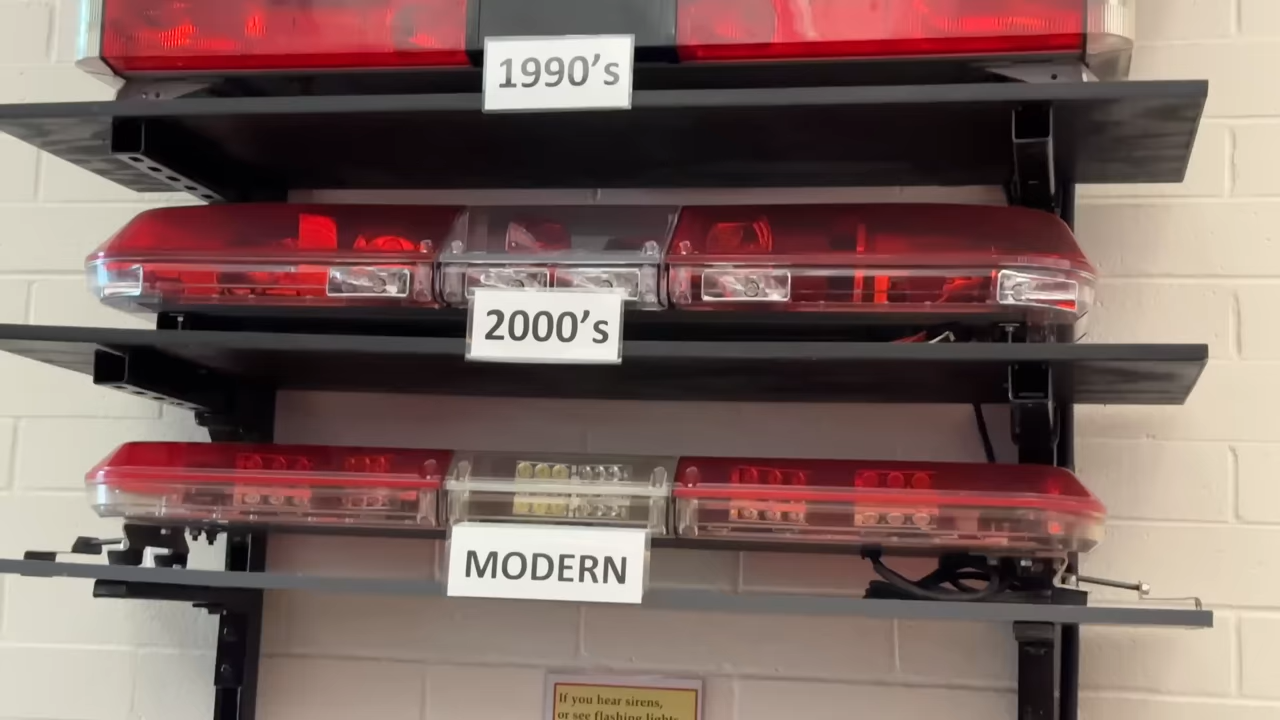 1990’s
2000’s
MODERN
If you hear sirens,
or see flashing lights